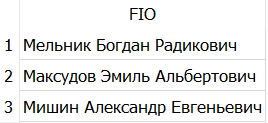 FIO
1 Мельник Богдан Радикович
2 Максудов Эмиль Альбертович
3 Мишин Александр Евгеньевич